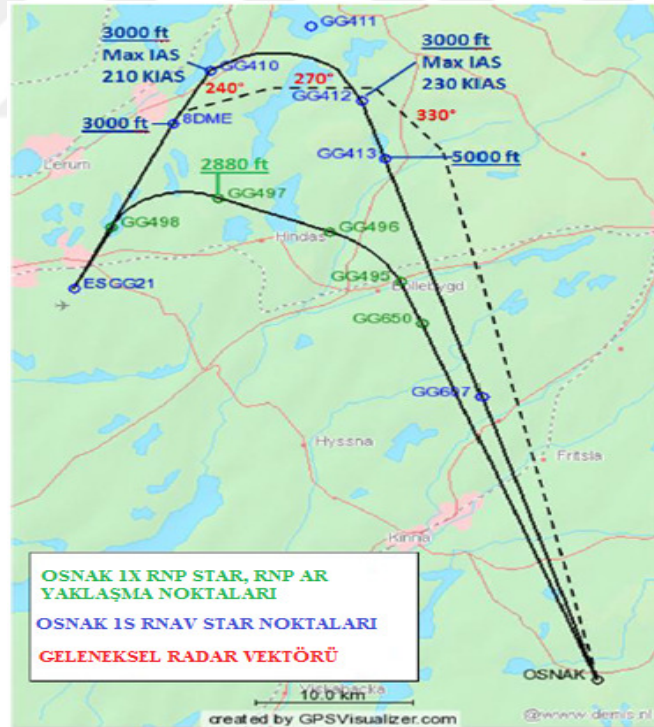 GG411
3000 ft
Max IAS
210 KIAS
GG410
3000 ft
Max IAS
230 KIAS
240°
270°
GG412
330°
3000 ft
8DME
GG413
5000 ft
Lerum
2880 ft
GG497
GG498
Hindas
GG496
GG495
Bollebygd
ESGG21
GG650
GG607
Hyssna
Fritsla
Kinna
OSNAK 1X RNP STAR, RNP AR
YAKLAŞMA NOKTALARI
OSNAK 1S RNAV STAR NOKTALARI
GELENEKSEL RADAR VEKTÖRÜ
OSNAK
10.0 km
created by GPSVisualizer.com
@www.demis.nl